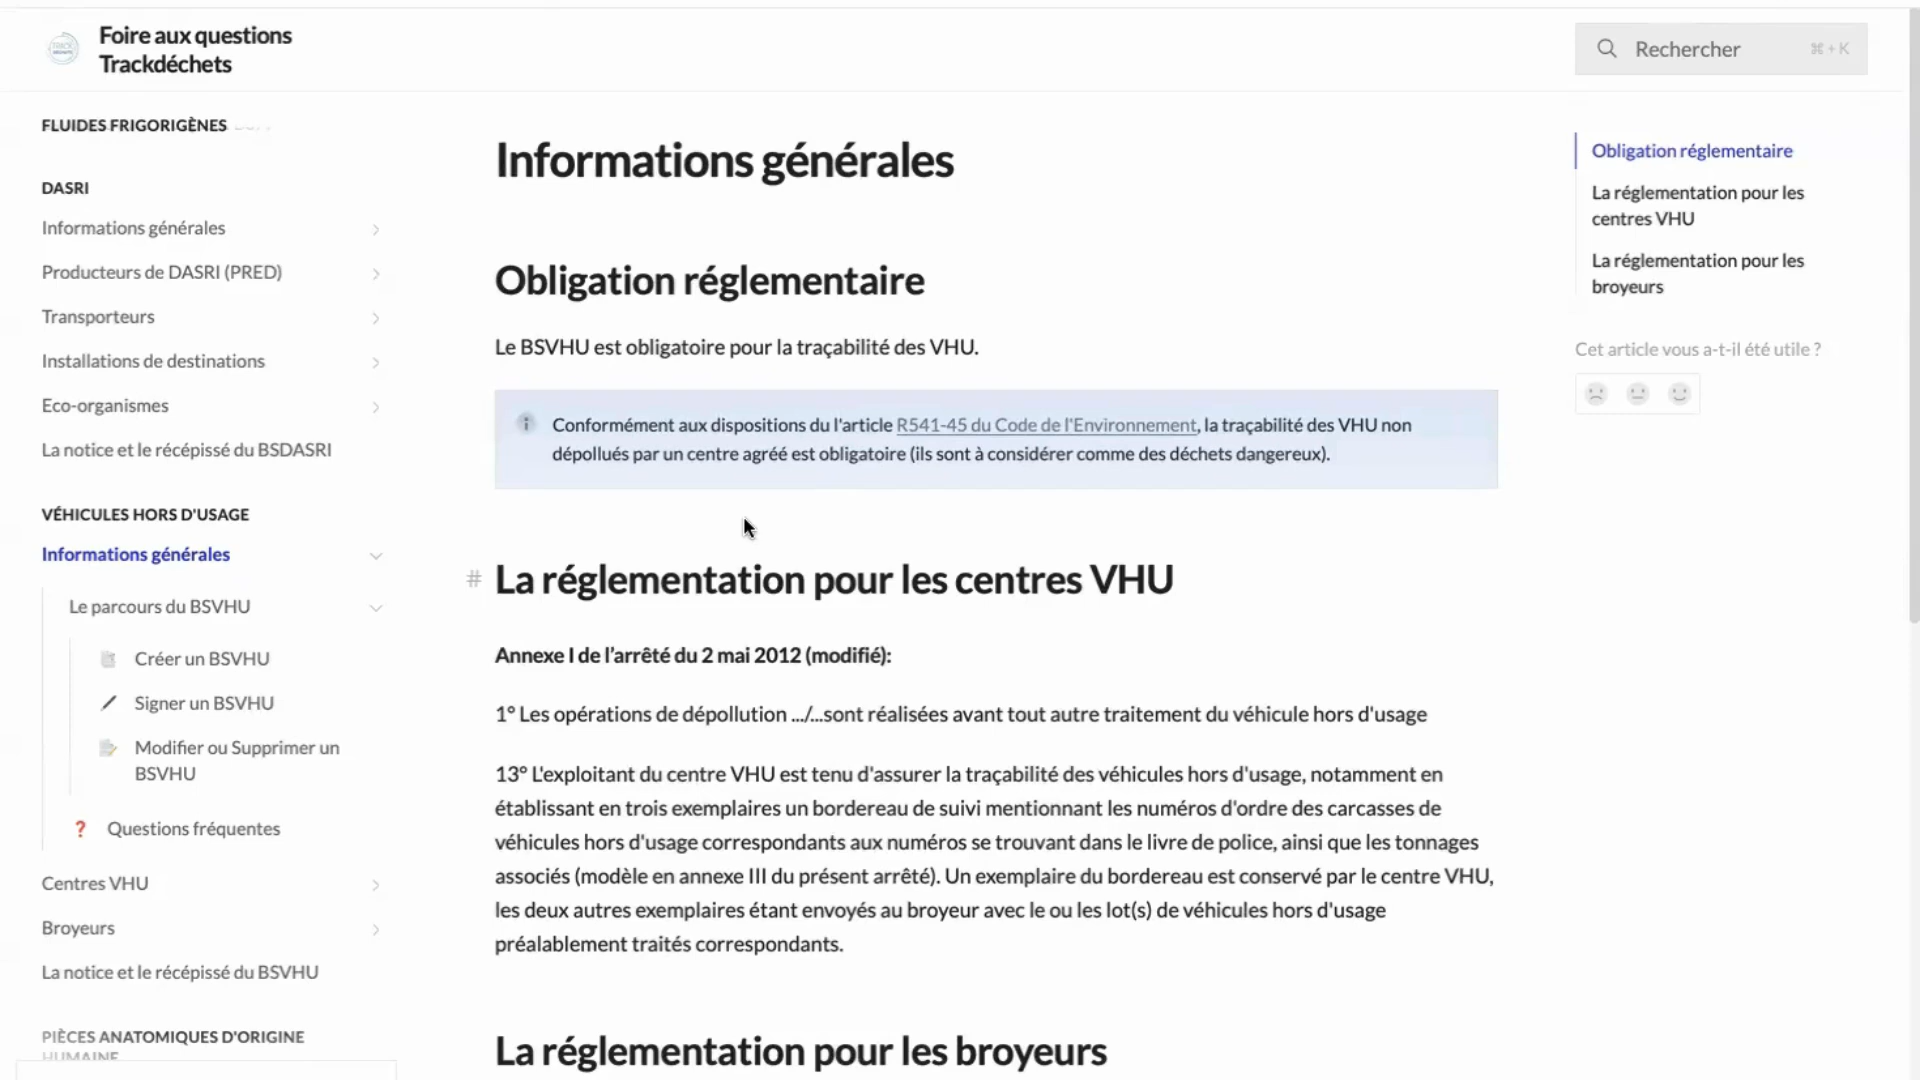 Foire aux questions
Trackdéchets
Rechercher
⌘ + K
FLUIDES FRIGORIGÈNES
DASRI
Informations générales
Producteurs de DASRI (PRED)
Transporteurs
Installations de destinations
Eco-organismes
La notice et le récépissé du BSDASRI
VÉHICULES HORS D'USAGE
Informations générales
Le parcours du BSVHU
Créer un BSVHU
Signer un BSVHU
Modifier ou Supprimer un
BSVHU
Questions fréquentes
Centres VHU
Broyeurs
La notice et le récépissé du BSVHU
PIÈCES ANATOMIQUES D'ORIGINE
HUMAINE
Informations générales
Obligation réglementaire
Le BSVHU est obligatoire pour la traçabilité des VHU.
Conformément aux dispositions du l'article R541-45 du Code de l'Environnement, la traçabilité des VHU non
dépollués par un centre agréé est obligatoire (ils sont à considérer comme des déchets dangereux).
# La réglementation pour les centres VHU
Annexe I de l’arrêté du 2 mai 2012 (modifié):
1° Les opérations de dépollution .../...sont réalisées avant tout autre traitement du véhicule hors d'usage
13° L'exploitant du centre VHU est tenu d'assurer la traçabilité des véhicules hors d'usage, notamment en
établissant en trois exemplaires un bordereau de suivi mentionnant les numéros d'ordre des carcasses de
véhicules hors d'usage correspondants aux numéros se trouvant dans le livre de police, ainsi que les tonnages
associés (modèle en annexe III du présent arrêté). Un exemplaire du bordereau est conservé par le centre VHU,
les deux autres exemplaires étant envoyés au broyeur avec le ou les lot(s) de véhicules hors d'usage
préalablement traités correspondants.
La réglementation pour les broyeurs
Obligation réglementaire
La réglementation pour les
centres VHU
La réglementation pour les
broyeurs
Cet article vous a-t-il été utile ?